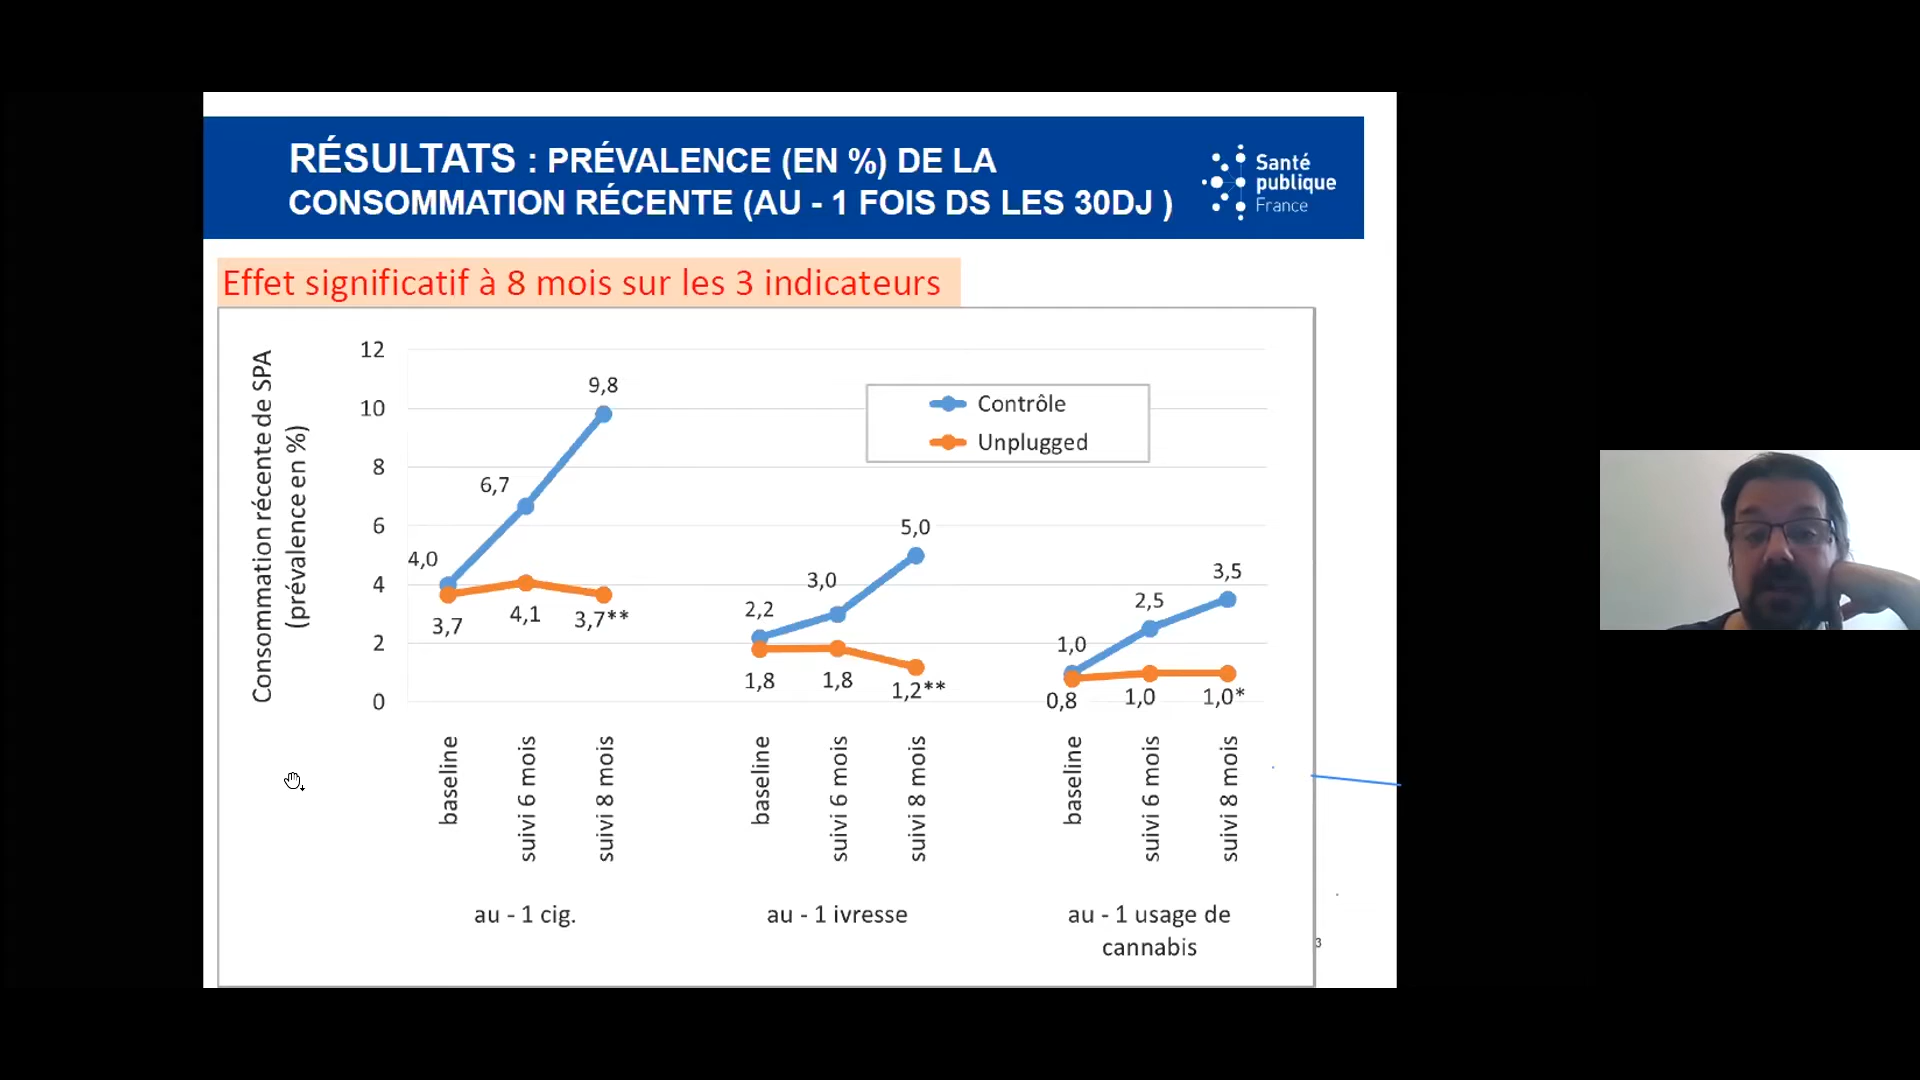 RÉSULTATS : PRÉVALENCE (EN %) DE LA
CONSOMMATION RÉCENTE (AU - 1 FOIS DS LES 30DJ )
Santé
publique
France
Effet significatif à 8 mois sur les 3 indicateurs
Consommation récente de SPA
(prévalence en %)
12
10
8
6
4
2
0
Contrôle
Unplugged
4,0
6,7
9,8
3,7
4,1
3,7**
2,2
3,0
5,0
1,8
1,8
1,2**
1,0
2,5
3,5
0,8
1,0
1,0*
baseline
suivi 6 mois
suivi 8 mois
baseline
suivi 6 mois
suivi 8 mois
baseline
suivi 6 mois
suivi 8 mois
au - 1 cig.
au - 1 ivresse
au - 1 usage de
cannabis
3